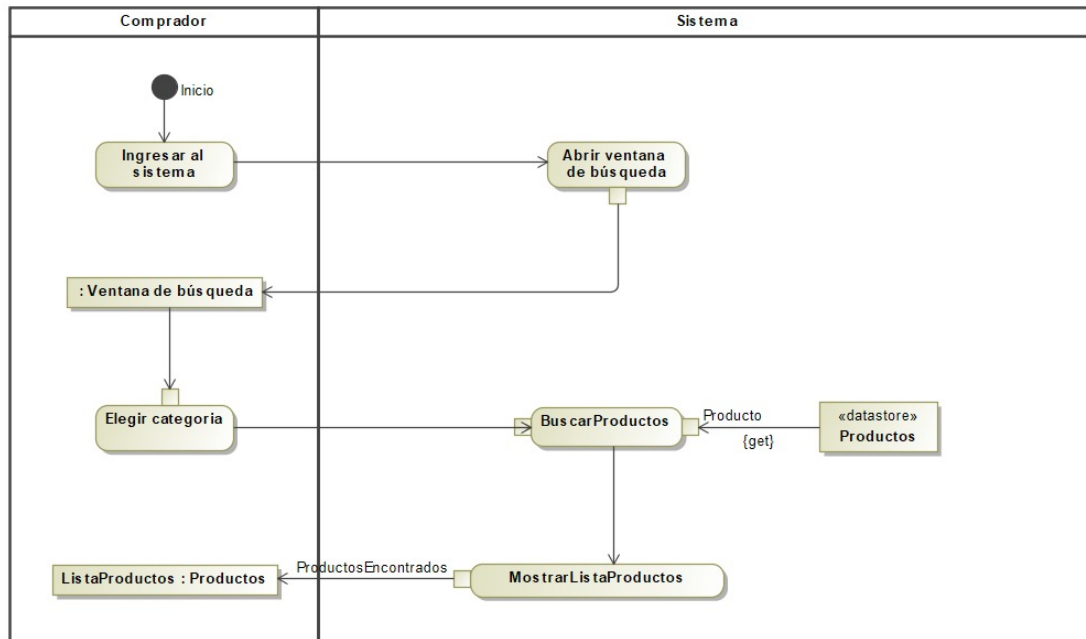 Comprador
Sistema
Inicio
Ingresar al
sistema
Abrir ventana
de búsqueda
: Ventana de búsqueda
Elegir categoria
BuscarProductos
Producto
{get}
«datastore»
Productos
ListaProductos : Productos
ProductosEncontrados
MostrarListaProductos